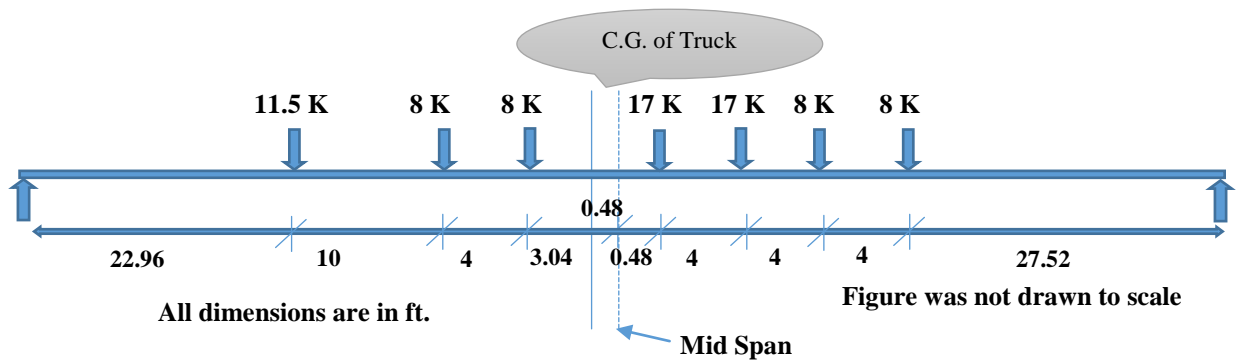 C.G. of Truck
11.5 K 8 K 8 K 17 K 17 K 8 K 8 K
0.48
22.96 10 4 3.04 0.48 4 4 4 27.52
All dimensions are in ft.
Figure was not drawn to scale
Mid Span